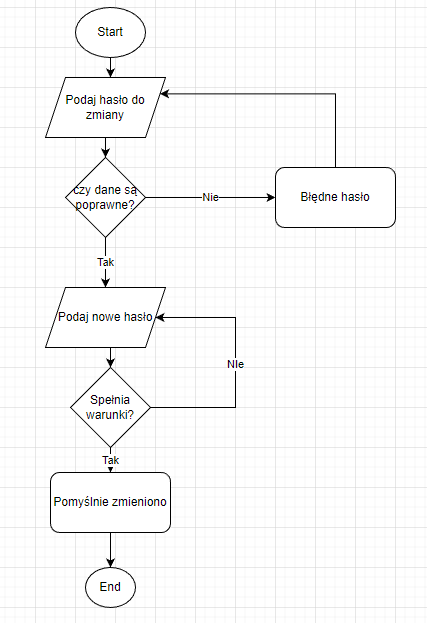 Start
Podaj hasło do
zmiany
czy dane są
poprawne?
Nie
Błędne hasło
Tak
Podaj nowe hasło
NIe
Spełnia
warunki?
Tak
Pomyślnie zmieniono
End